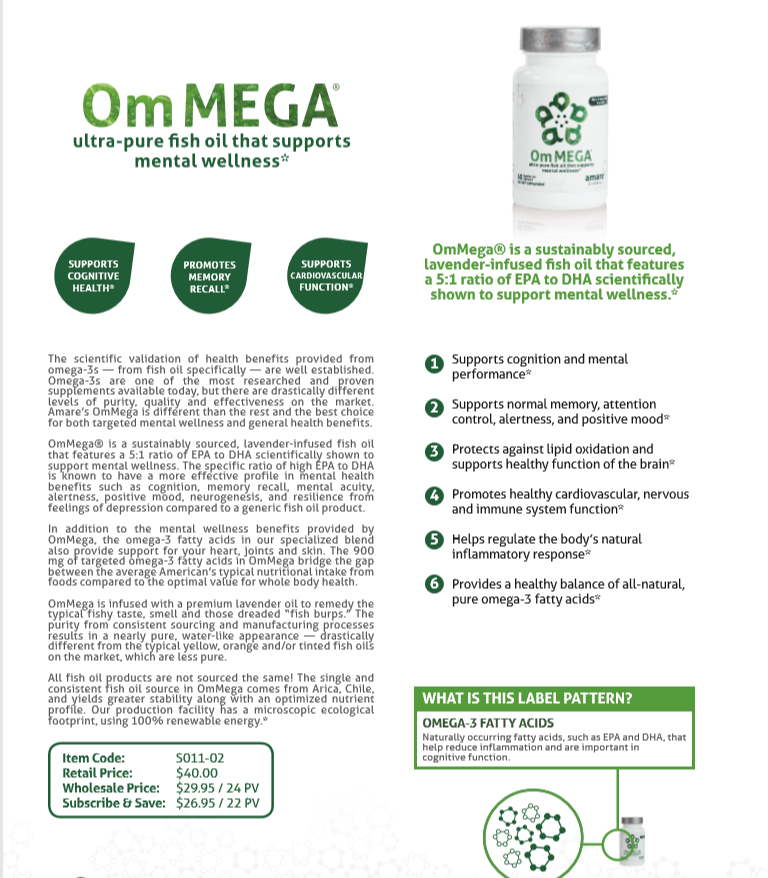 OmMEGA®
ultra-pure fish oil that supports
mental wellness☆
SUPPORTS
COGNITIVE
HEALTH®
PROMOTES
MEMORY
RECALL®
SUPPORTS
CARDIOVASCULAR
FUNCTION®
The scientific validation of health benefits provided from
omega-3s — from fish oil specifically — are well established.
Omega-3s are one of the most researched and proven
supplements available today, but there are drastically different
levels of purity, quality and effectiveness on the market.
Amare's OmMega is different than the rest and the best choice
for both targeted mental wellness and general health benefits.
OmMega® is a sustainably sourced, lavender-infused fish oil
that features a 5:1 ratio of EPA to DHA scientifically shown to
support mental wellness. The specific ratio of high EPA to DHA
is known to have a more effective profile in mental health
benefits such as cognition, memory recall, mental acuity,
alertness, positive mood, neurogenesis, and resilience from
feelings of depression compared to a generic fish oil product.
In addition to the mental wellness benefits provided by
OmMega, the omega-3 fatty acids in our specialized blend
also provide support for your heart, joints and skin. The 900
mg of targeted omega-3 fatty acids in OmMega bridge the gap
between the average American's typical nutritional intake from
foods compared to the optimal value for whole body health.
OmMega is infused with a premium lavender oil to remedy the
typical fishy taste, smell and those dreaded "fish burps." The
purity from consistent sourcing and manufacturing processes
results in a nearly pure, water-like appearance — drastically
different from the typical yellow, orange and/or tinted fish oils
on the market, which are less pure.
All fish oil products are not sourced the same! The single and
consistent fish oil source in OmMega comes from Arica, Chile,
and yields greater stability along with an optimized nutrient
profile. Our production facility has a microscopic ecological
footprint, using 100% renewable energy.*
Item Code: S011-02
Retail Price: $40.00
Wholesale Price: $29.95 / 24 PV
Subscribe & Save: $26.95 / 22 PV
OmMEGA
ultra-pure fish oil that supports
mental wellness
amare
OmMega® is a sustainably sourced,
lavender-infused fish oil that features
a 5:1 ratio of EPA to DHA scientifically
shown to support mental wellness.☆
1 Supports cognition and mental
performance☆
2 Supports normal memory, attention
control, alertness, and positive mood☆
3 Protects against lipid oxidation and
supports healthy function of the brain☆
4 Promotes healthy cardiovascular, nervous
and immune system function☆
5 Helps regulate the body's natural
inflammatory response☆
6 Provides a healthy balance of all-natural,
pure omega-3 fatty acids☆
WHAT IS THIS LABEL PATTERN?
OMEGA-3 FATTY ACIDS
Naturally occurring fatty acids, such as EPA and DHA, that
help reduce inflammation and are important in
cognitive function.